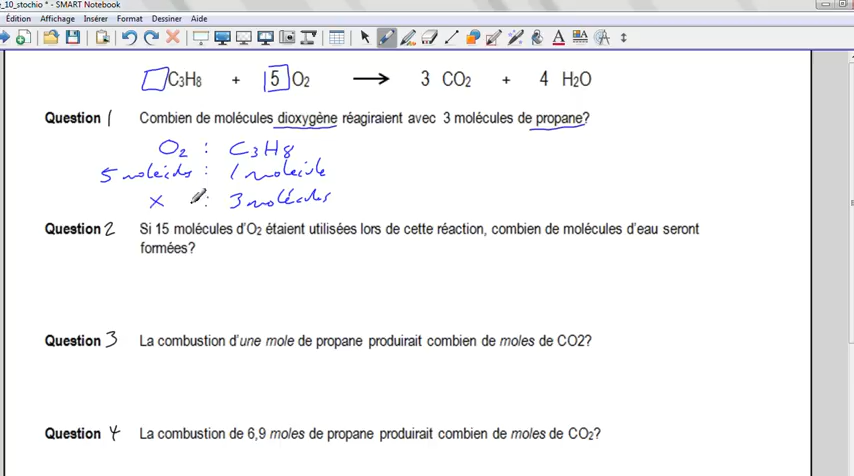 _10_stochio * - SMART Notebook
Édition Affichage Insérer Format Dessiner Aide
C3H8 + 5 O2 → 3 CO2 + 4 H2O
Question 1 Combien de molécules dioxygène réagiraient avec 3 molécules de propane?
O2 : C3H8
5 molécules : 1 molécule
x : 3 molécules
Question 2 Si 15 molécules d'O2 étaient utilisées lors de cette réaction, combien de molécules d'eau seront
formées?
Question 3 La combustion d'une mole de propane produirait combien de moles de CO2?
Question 4 La combustion de 6,9 moles de propane produirait combien de moles de CO2?